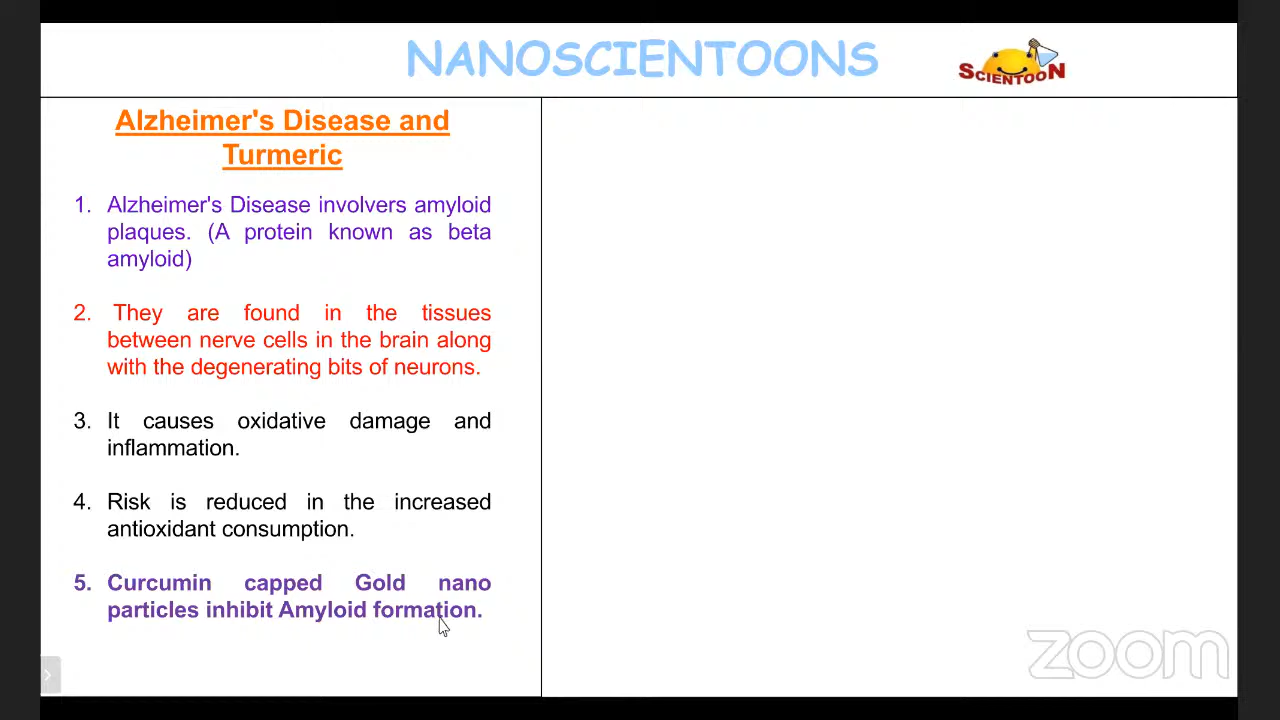 NANOSCIENTOONS
SCIENTOON
Alzheimer's Disease and
Turmeric
1. Alzheimer's Disease involvers amyloid
plaques. (A protein known as beta
amyloid)
2. They are found in the tissues
between nerve cells in the brain along
with the degenerating bits of neurons.
3. It causes oxidative damage and
inflammation.
4. Risk is reduced in the increased
antioxidant consumption.
5. Curcumin capped Gold nano
particles inhibit Amyloid formation.
zoom